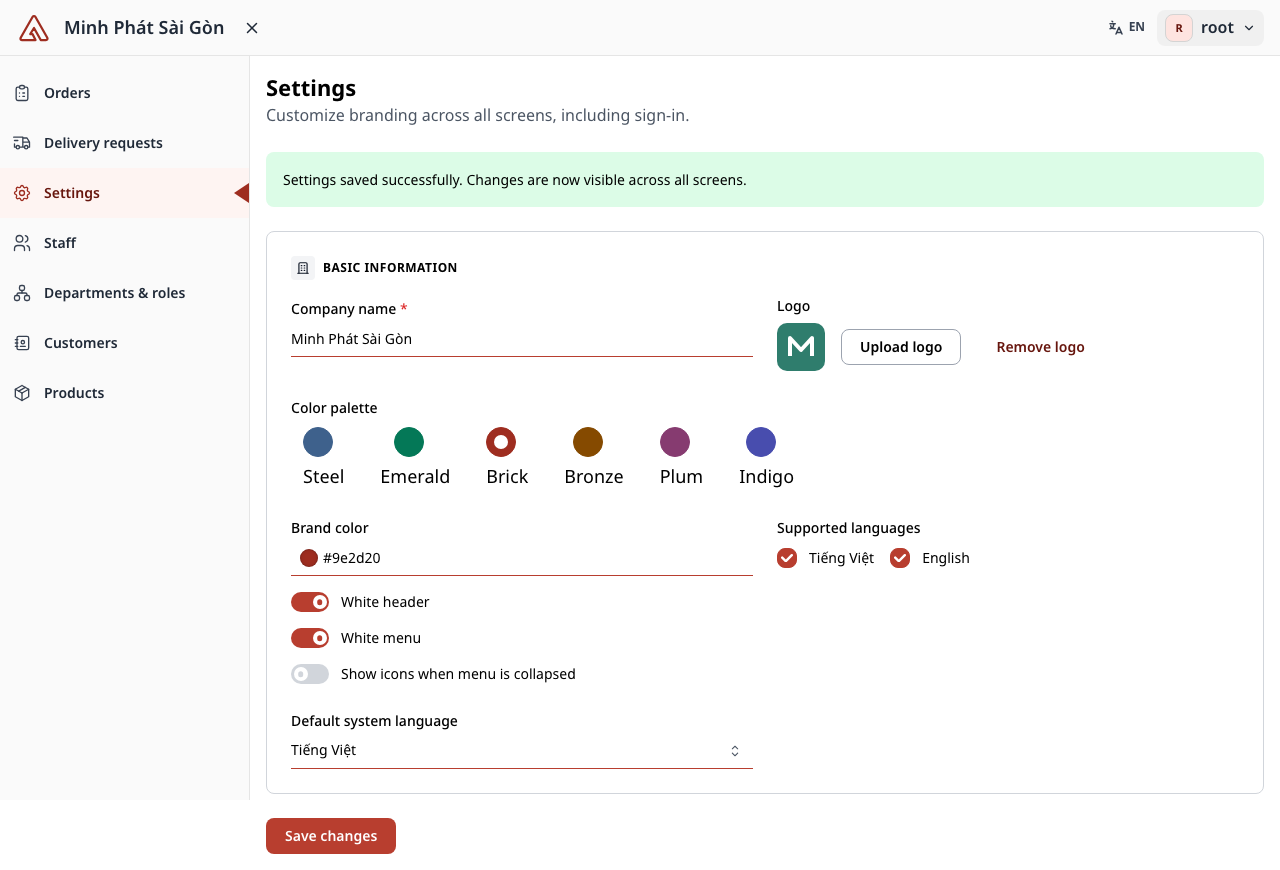 Minh Phát Sài Gòn
EN
R
root
Orders
Delivery requests
Settings
Staff
Departments & roles
Customers
Products
Settings
Customize branding across all screens, including sign-in.
Settings saved successfully. Changes are now visible across all screens.
BASIC INFORMATION
Company name *
Minh Phát Sài Gòn
Logo
M
Upload logo
Remove logo
Color palette
Steel
Emerald
Brick
Bronze
Plum
Indigo
Brand color
#9e2d20
Supported languages
Tiếng Việt
English
White header
White menu
Show icons when menu is collapsed
Default system language
Tiếng Việt
Save changes